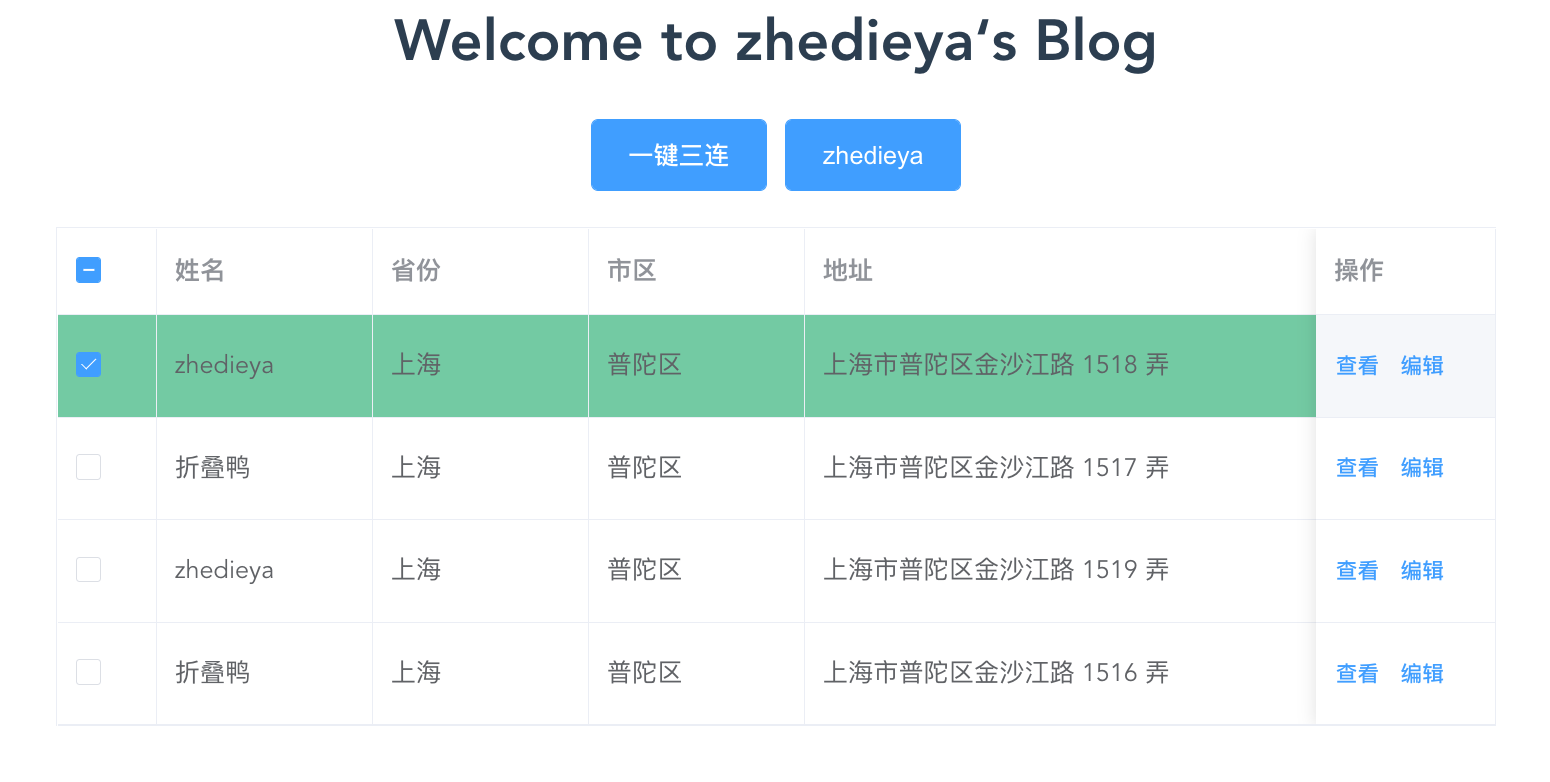 Welcome to zhedieya‘s Blog
一键三连 zhedieya
姓名 省份 市区 地址 操作
zhedieya 上海 普陀区 上海市普陀区金沙江路 1518 弄 查看 编辑
折叠鸭 上海 普陀区 上海市普陀区金沙江路 1517 弄 查看 编辑
zhedieya 上海 普陀区 上海市普陀区金沙江路 1519 弄 查看 编辑
折叠鸭 上海 普陀区 上海市普陀区金沙江路 1516 弄 查看 编辑